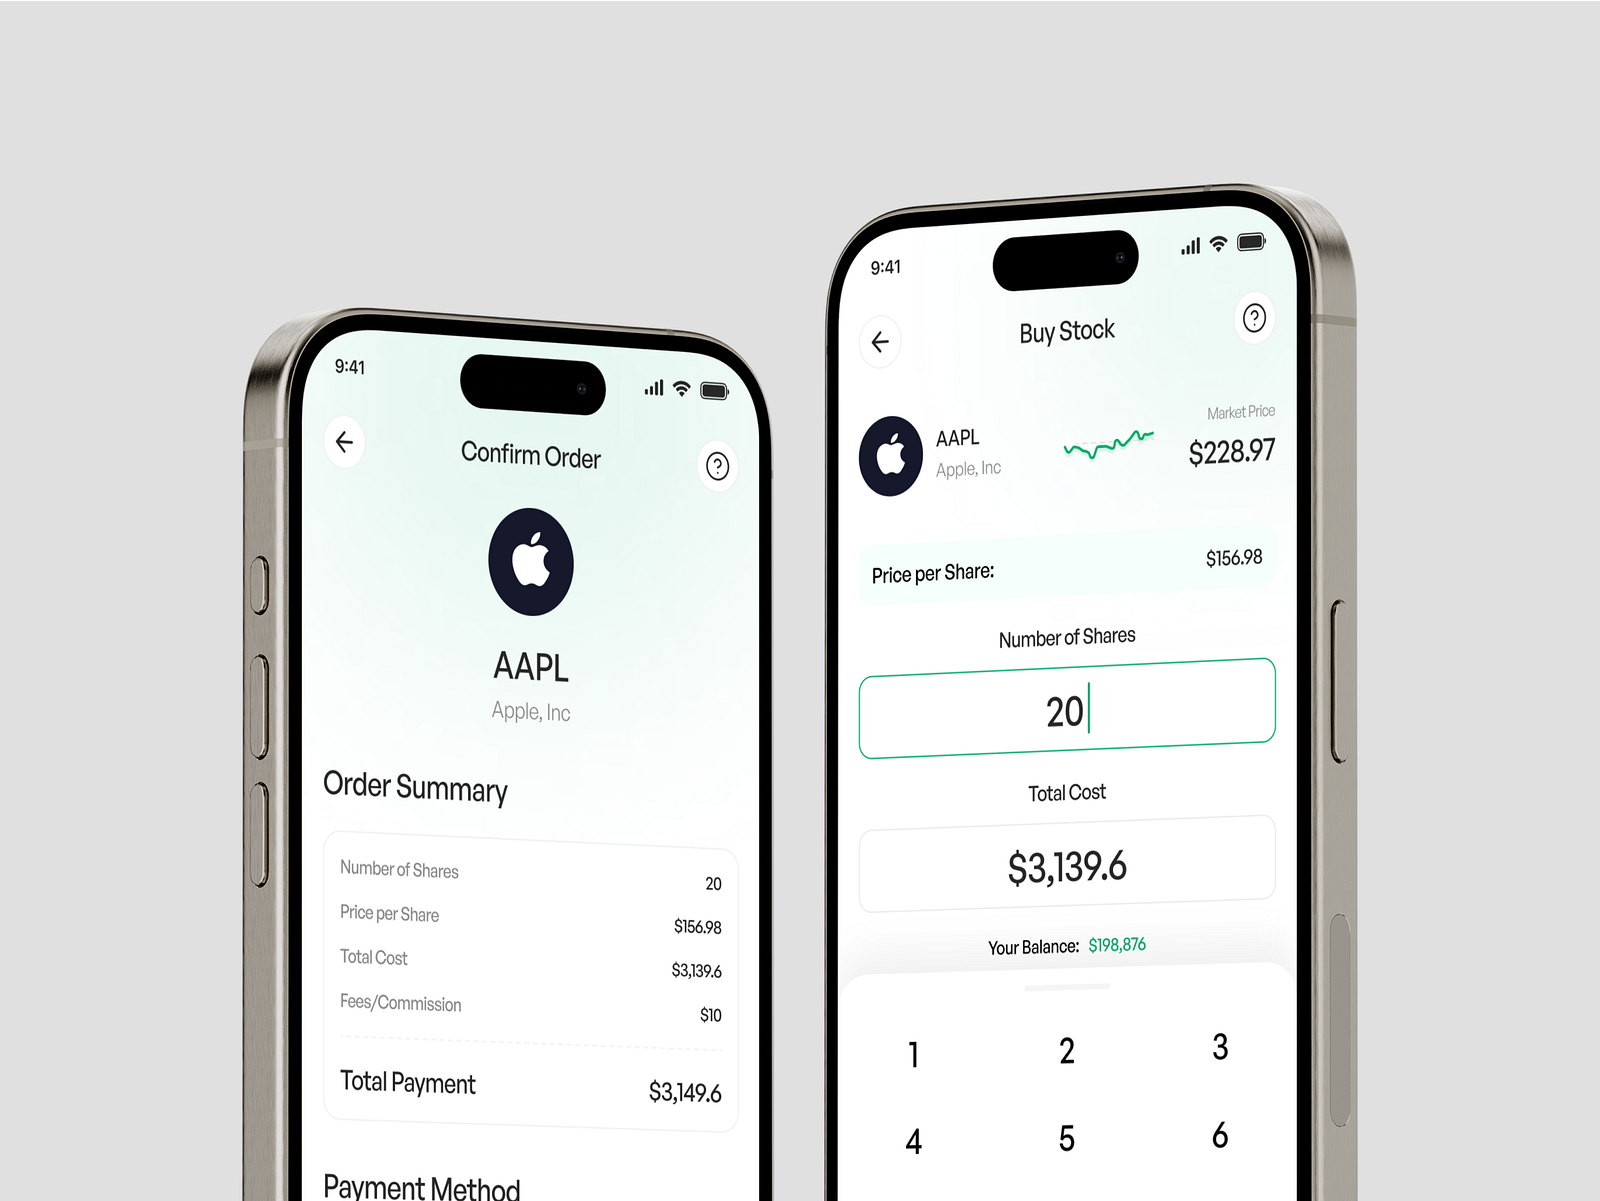 9:41
Confirm Order
AAPL
Apple, Inc
Order Summary
Number of Shares 20
Price per Share $156.98
Total Cost $3,139.6
Fees/Commission $10
Total Payment $3,149.6
Payment Method
9:41
Buy Stock
AAPL
Apple, Inc
Market Price
$228.97
Price per Share: $156.98
Number of Shares
20
Total Cost
$3,139.6
Your Balance: $198,876
1 2 3
4 5 6